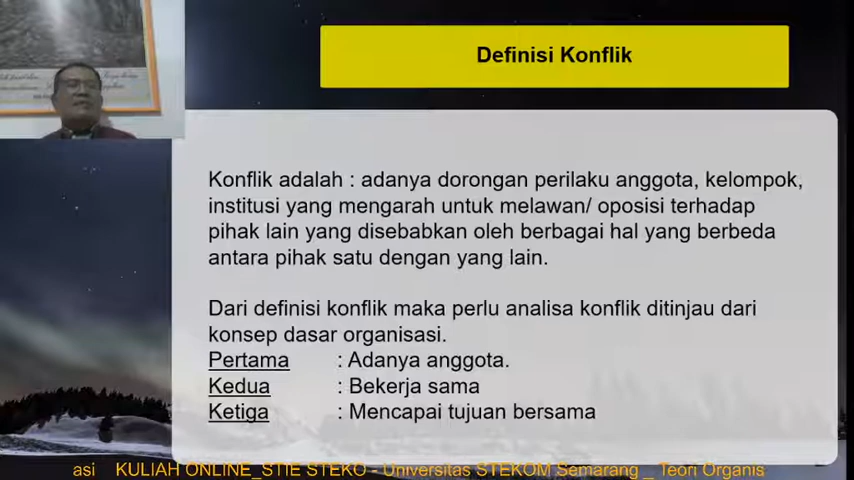 Definisi Konflik
Konflik adalah : adanya dorongan perilaku anggota, kelompok,
institusi yang mengarah untuk melawan/ oposisi terhadap
pihak lain yang disebabkan oleh berbagai hal yang berbeda
antara pihak satu dengan yang lain.
Dari definisi konflik maka perlu analisa konflik ditinjau dari
konsep dasar organisasi.
Pertama : Adanya anggota.
Kedua : Bekerja sama
Ketiga : Mencapai tujuan bersama
asi KULIAH ONLINE_STIE STEKO - Universitas STEKOM Semarang _ Teori Organis